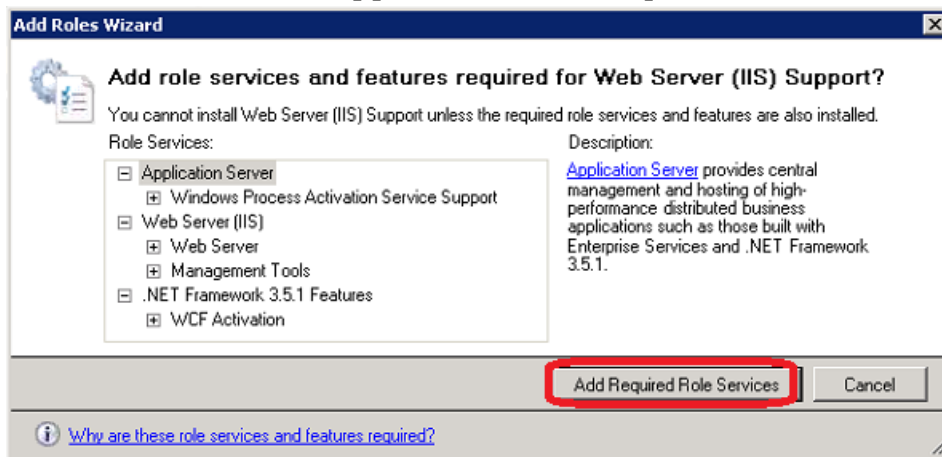 Add Roles Wizard
Add role services and features required for Web Server (IIS) Support?
You cannot install Web Server (IIS) Support unless the required role services and features are also installed.
Role Services:
Application Server
Windows Process Activation Service Support
Web Server (IIS)
Web Server
Management Tools
.NET Framework 3.5.1 Features
WCF Activation
Description:
Application Server provides central
management and hosting of high-
performance distributed business
applications such as those built with
Enterprise Services and .NET Framework
3.5.1.
Add Required Role Services
Cancel
Why are these role services and features required?